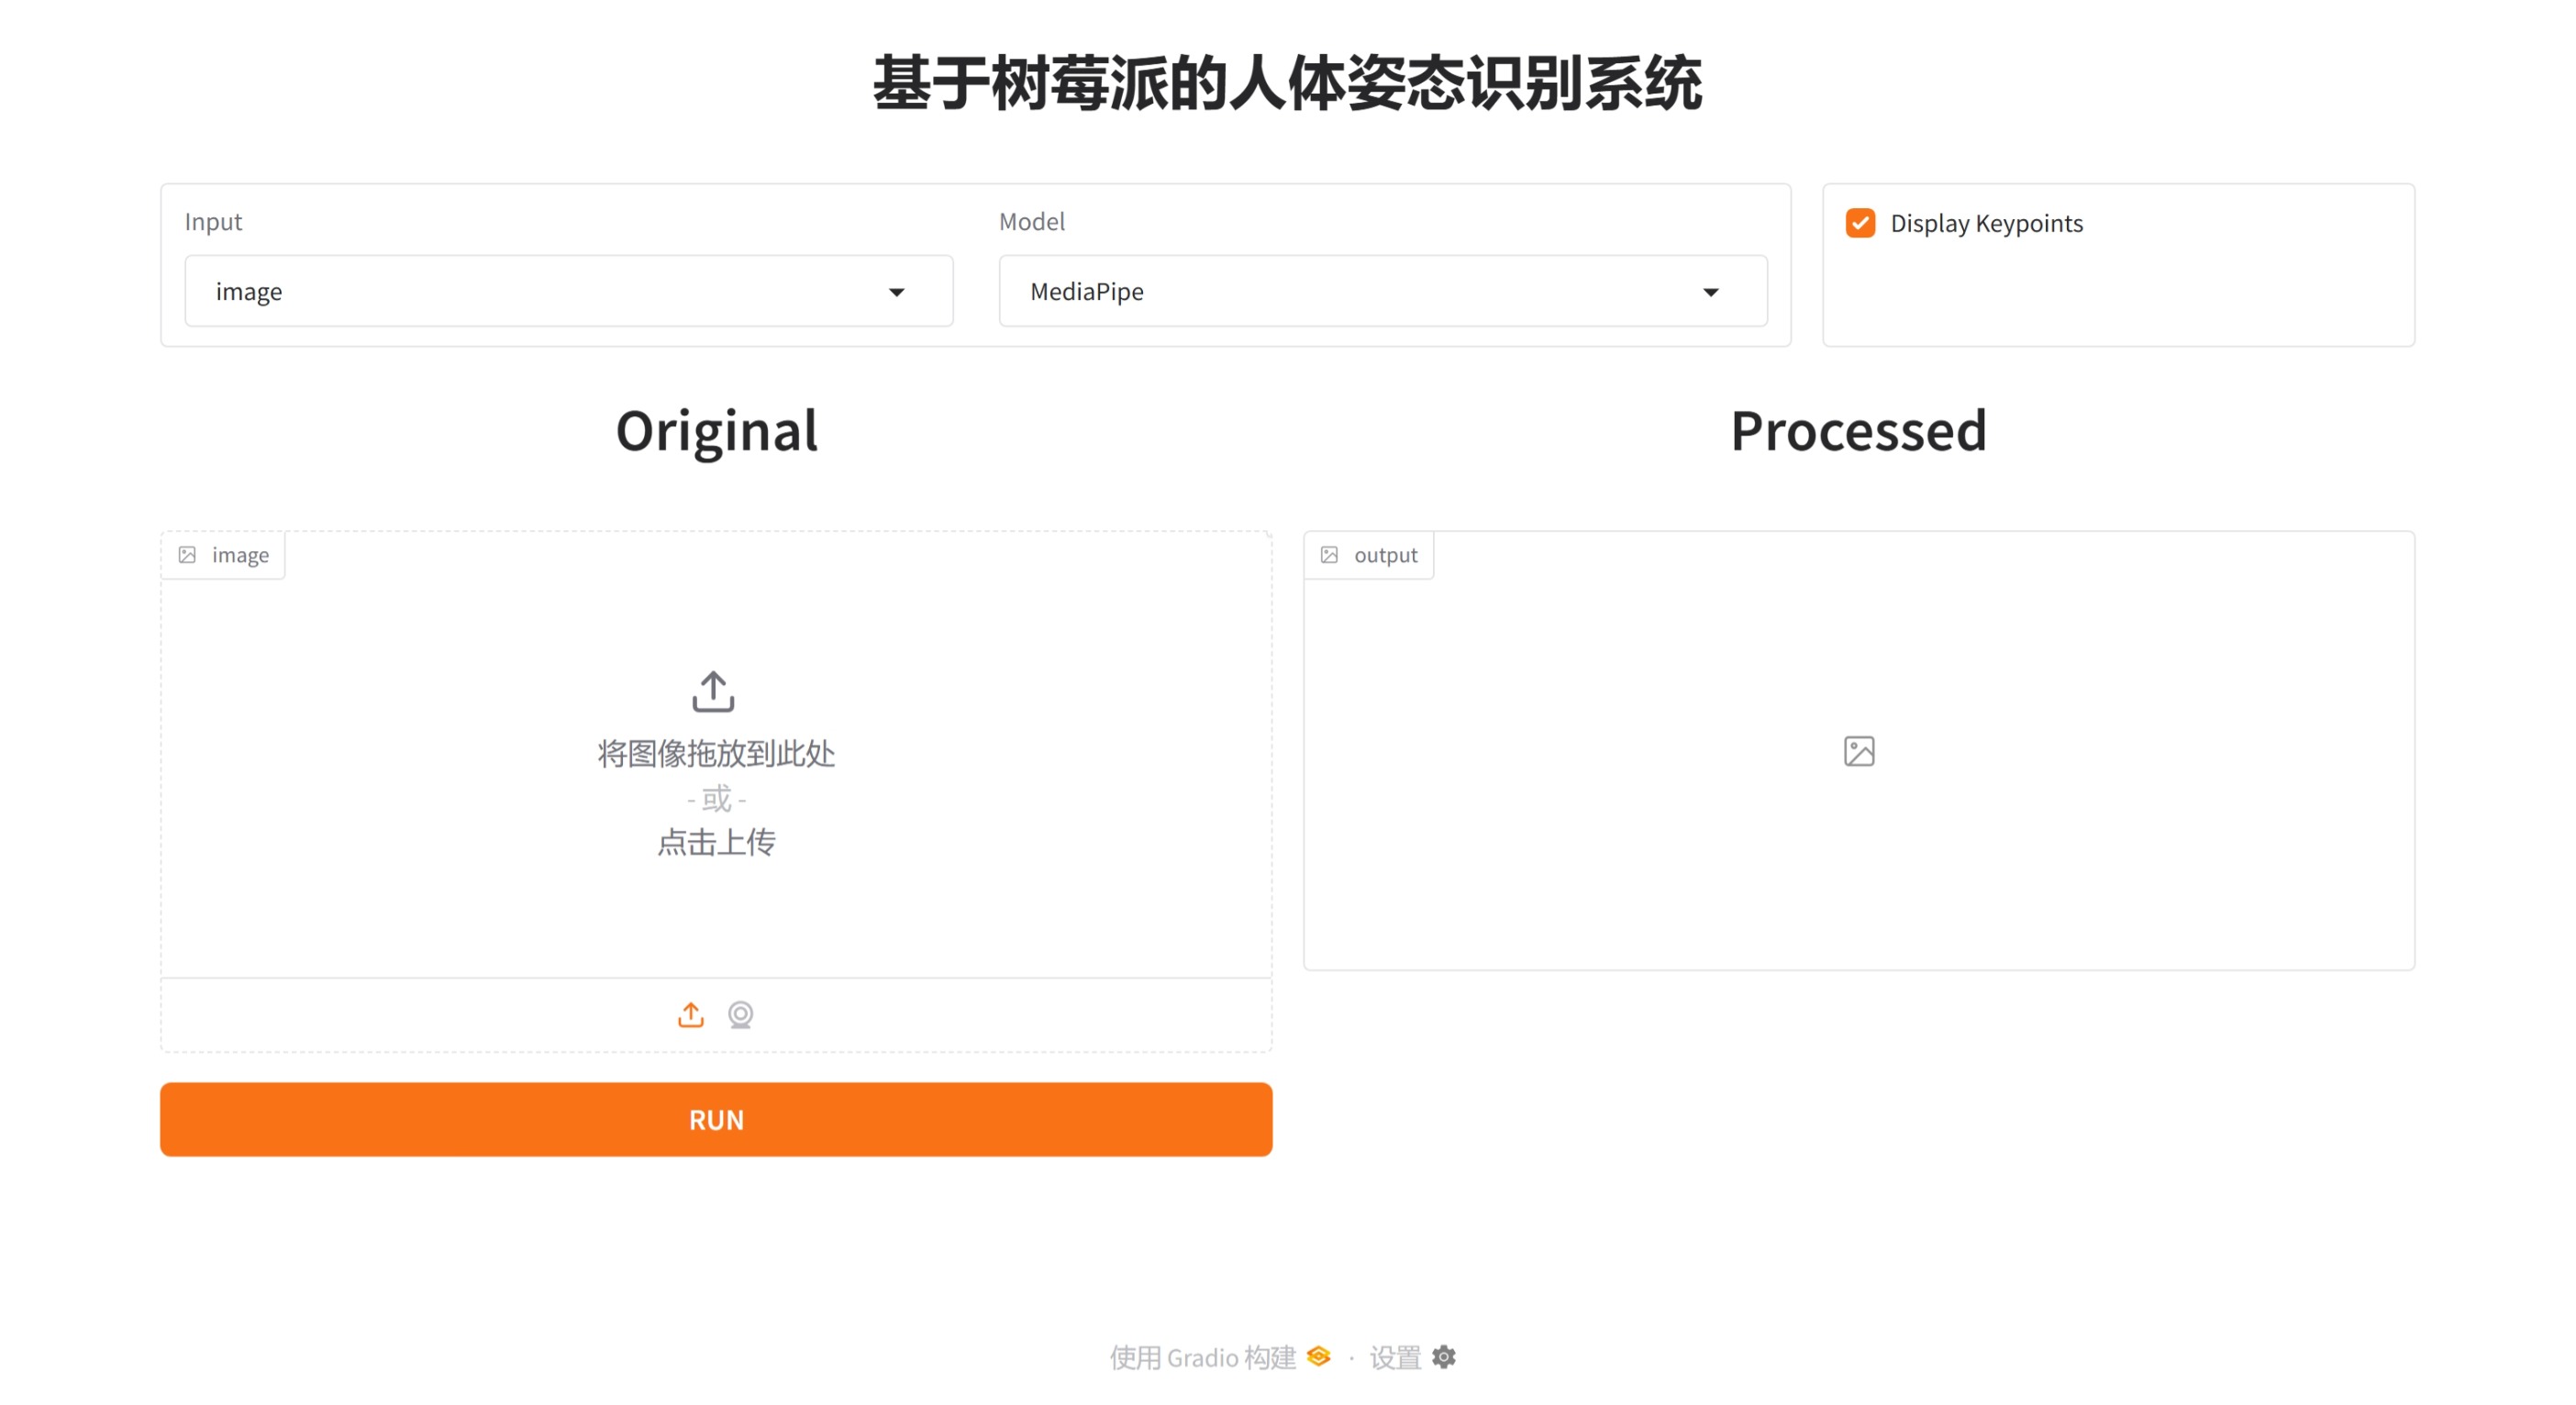 基于树莓派的人体姿态识别系统
Input
Model
Display Keypoints
image
MediaPipe
Original
Processed
image
output
将图像拖放到此处
- 或 -
点击上传
RUN
使用 Gradio 构建 · 设置